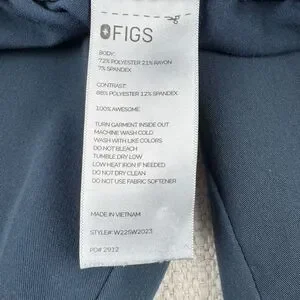 FIGS
BODY:
72% POLYESTER 21% RAYON
7% SPANDEX
CONTRAST:
88% POLYESTER 12% SPANDEX
100% AWESOME
TURN GARMENT INSIDE OUT
MACHINE WASH COLD
WASH WITH LIKE COLORS
DO NOT BLEACH
TUMBLE DRY LOW
LOW HEAT IRON IF NEEDED
DO NOT DRY CLEAN
DO NOT USE FABRIC SOFTENER
MADE IN VIETNAM
STYLE#: W22SW2023
PO# 2912